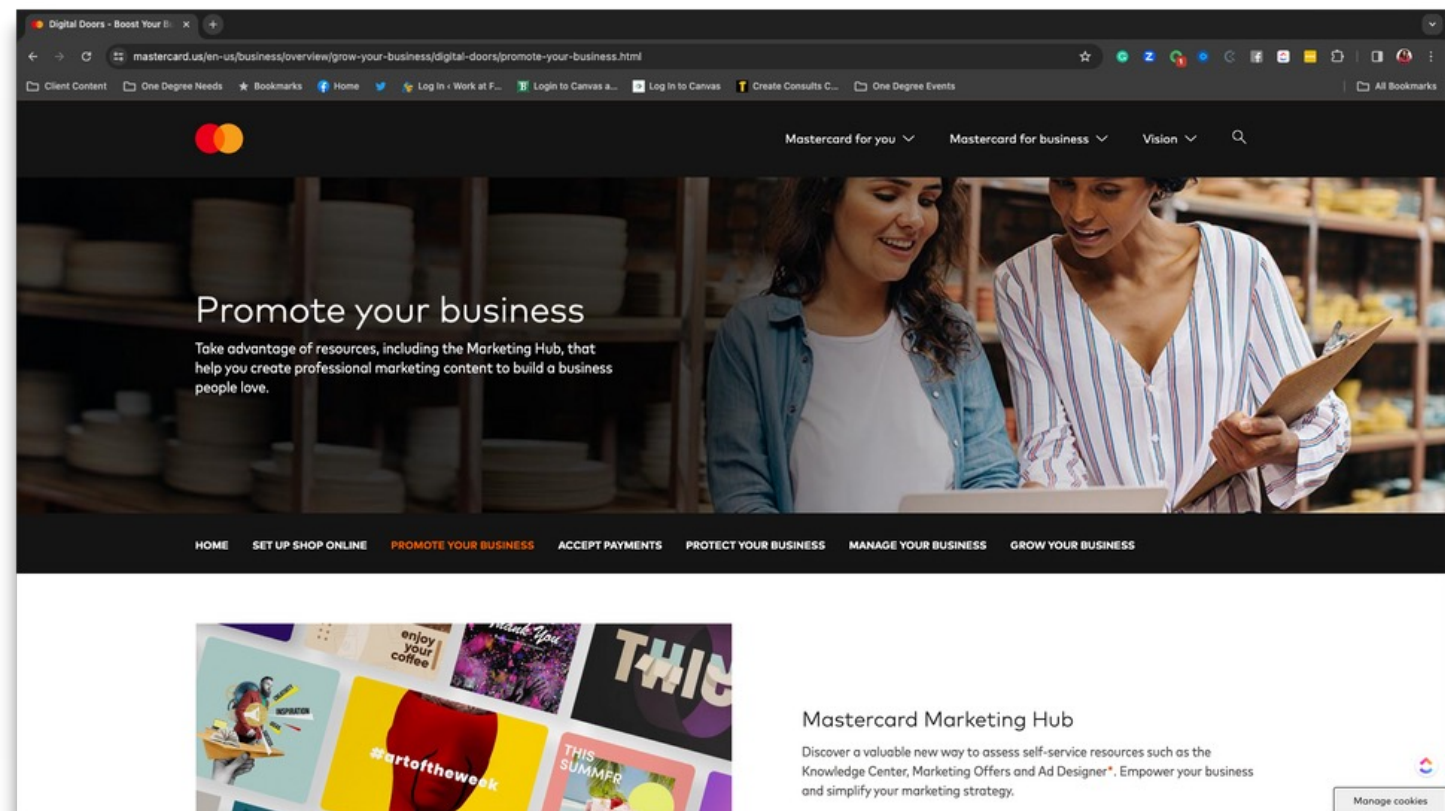 Digital Doors - Boost Your B
mastercard.us/en-us/business/overview/grow-your-business/digital-doors/promote-your-business.html
Client Content One Degree Needs Bookmarks Home Log In ‹ Work at F... Login to Canvas a... Log In to Canvas Create Consults C... One Degree Events All Bookmarks
Mastercard for you Mastercard for business Vision
Promote your business
Take advantage of resources, including the Marketing Hub, that
help you create professional marketing content to build a business
people love.
HOME SET UP SHOP ONLINE PROMOTE YOUR BUSINESS ACCEPT PAYMENTS PROTECT YOUR BUSINESS MANAGE YOUR BUSINESS GROW YOUR BUSINESS
enjoy
your
coffee
Thank You
THIS
CREATIVITY
INSPIRATION
#artoftheweek
THIS
SUMMER
Mastercard Marketing Hub
Discover a valuable new way to assess self-service resources such as the
Knowledge Center, Marketing Offers and Ad Designer*. Empower your business
and simplify your marketing strategy.
Manage cookies